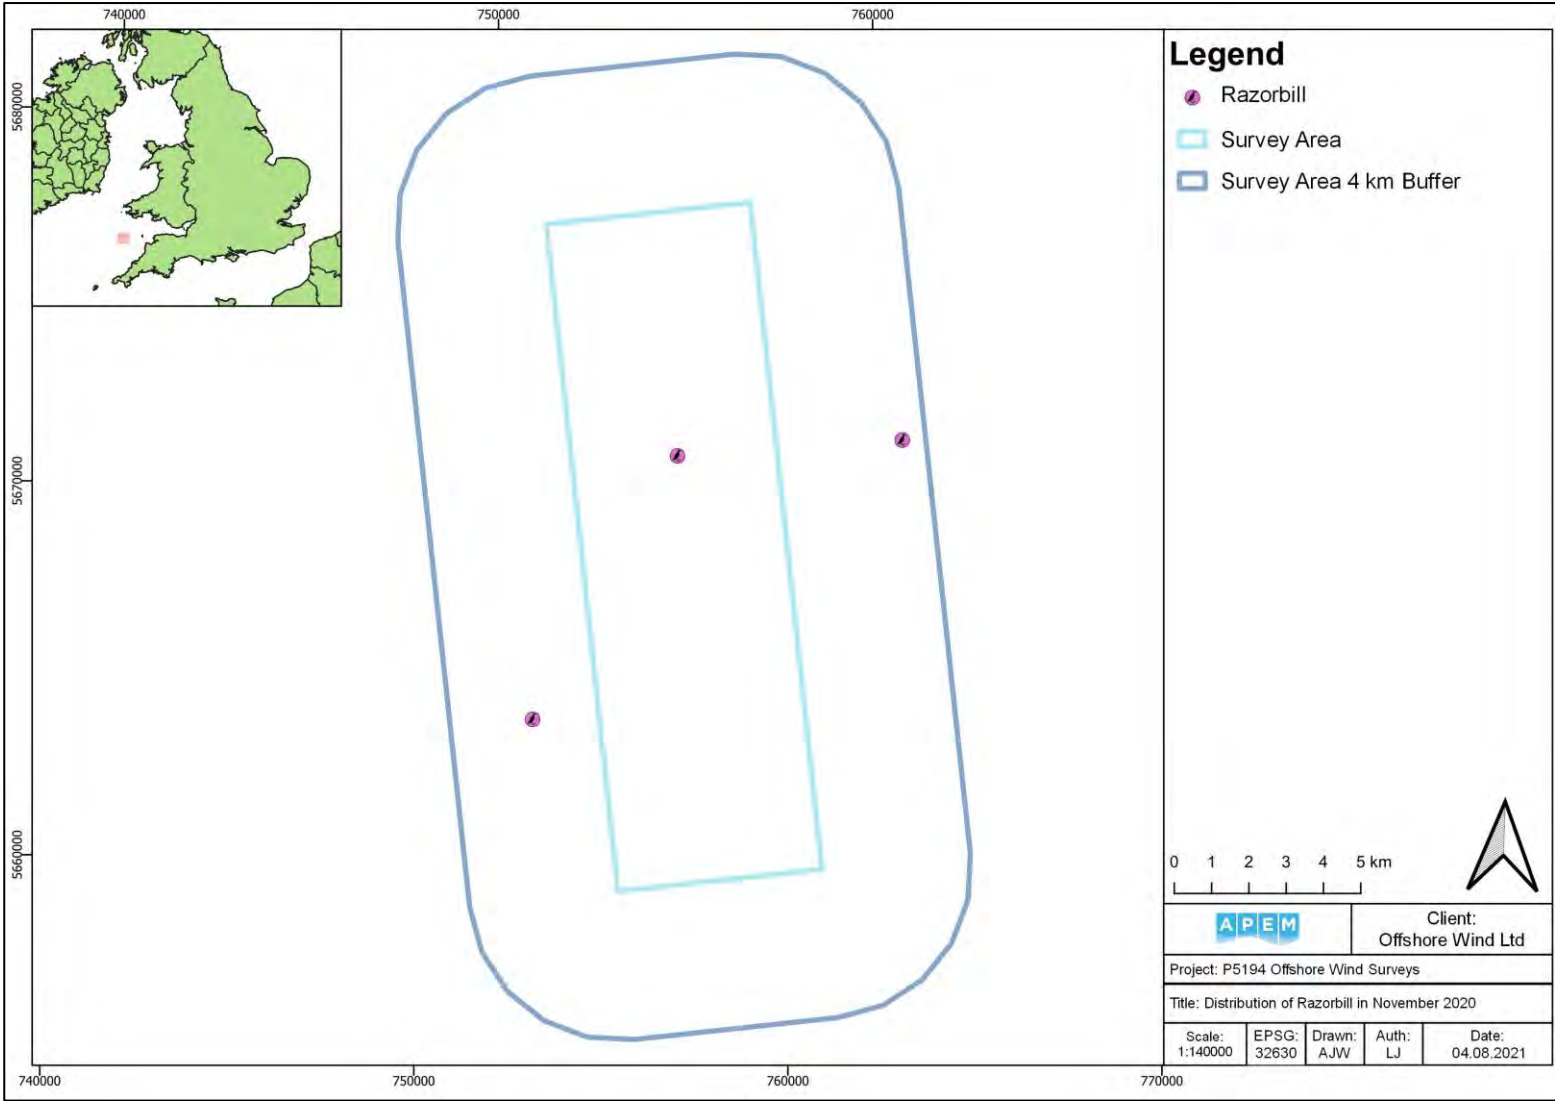 740000
750000
760000
5680000
5670000
5660000
740000
750000
760000
770000
Legend
Razorbill
Survey Area
Survey Area 4 km Buffer
0 1 2 3 4 5 km
APEM
Client:
Offshore Wind Ltd
Project: P5194 Offshore Wind Surveys
Title: Distribution of Razorbill in November 2020
Scale:
1:140000
EPSG:
32630
Drawn:
AJW
Auth:
LJ
Date:
04.08.2021